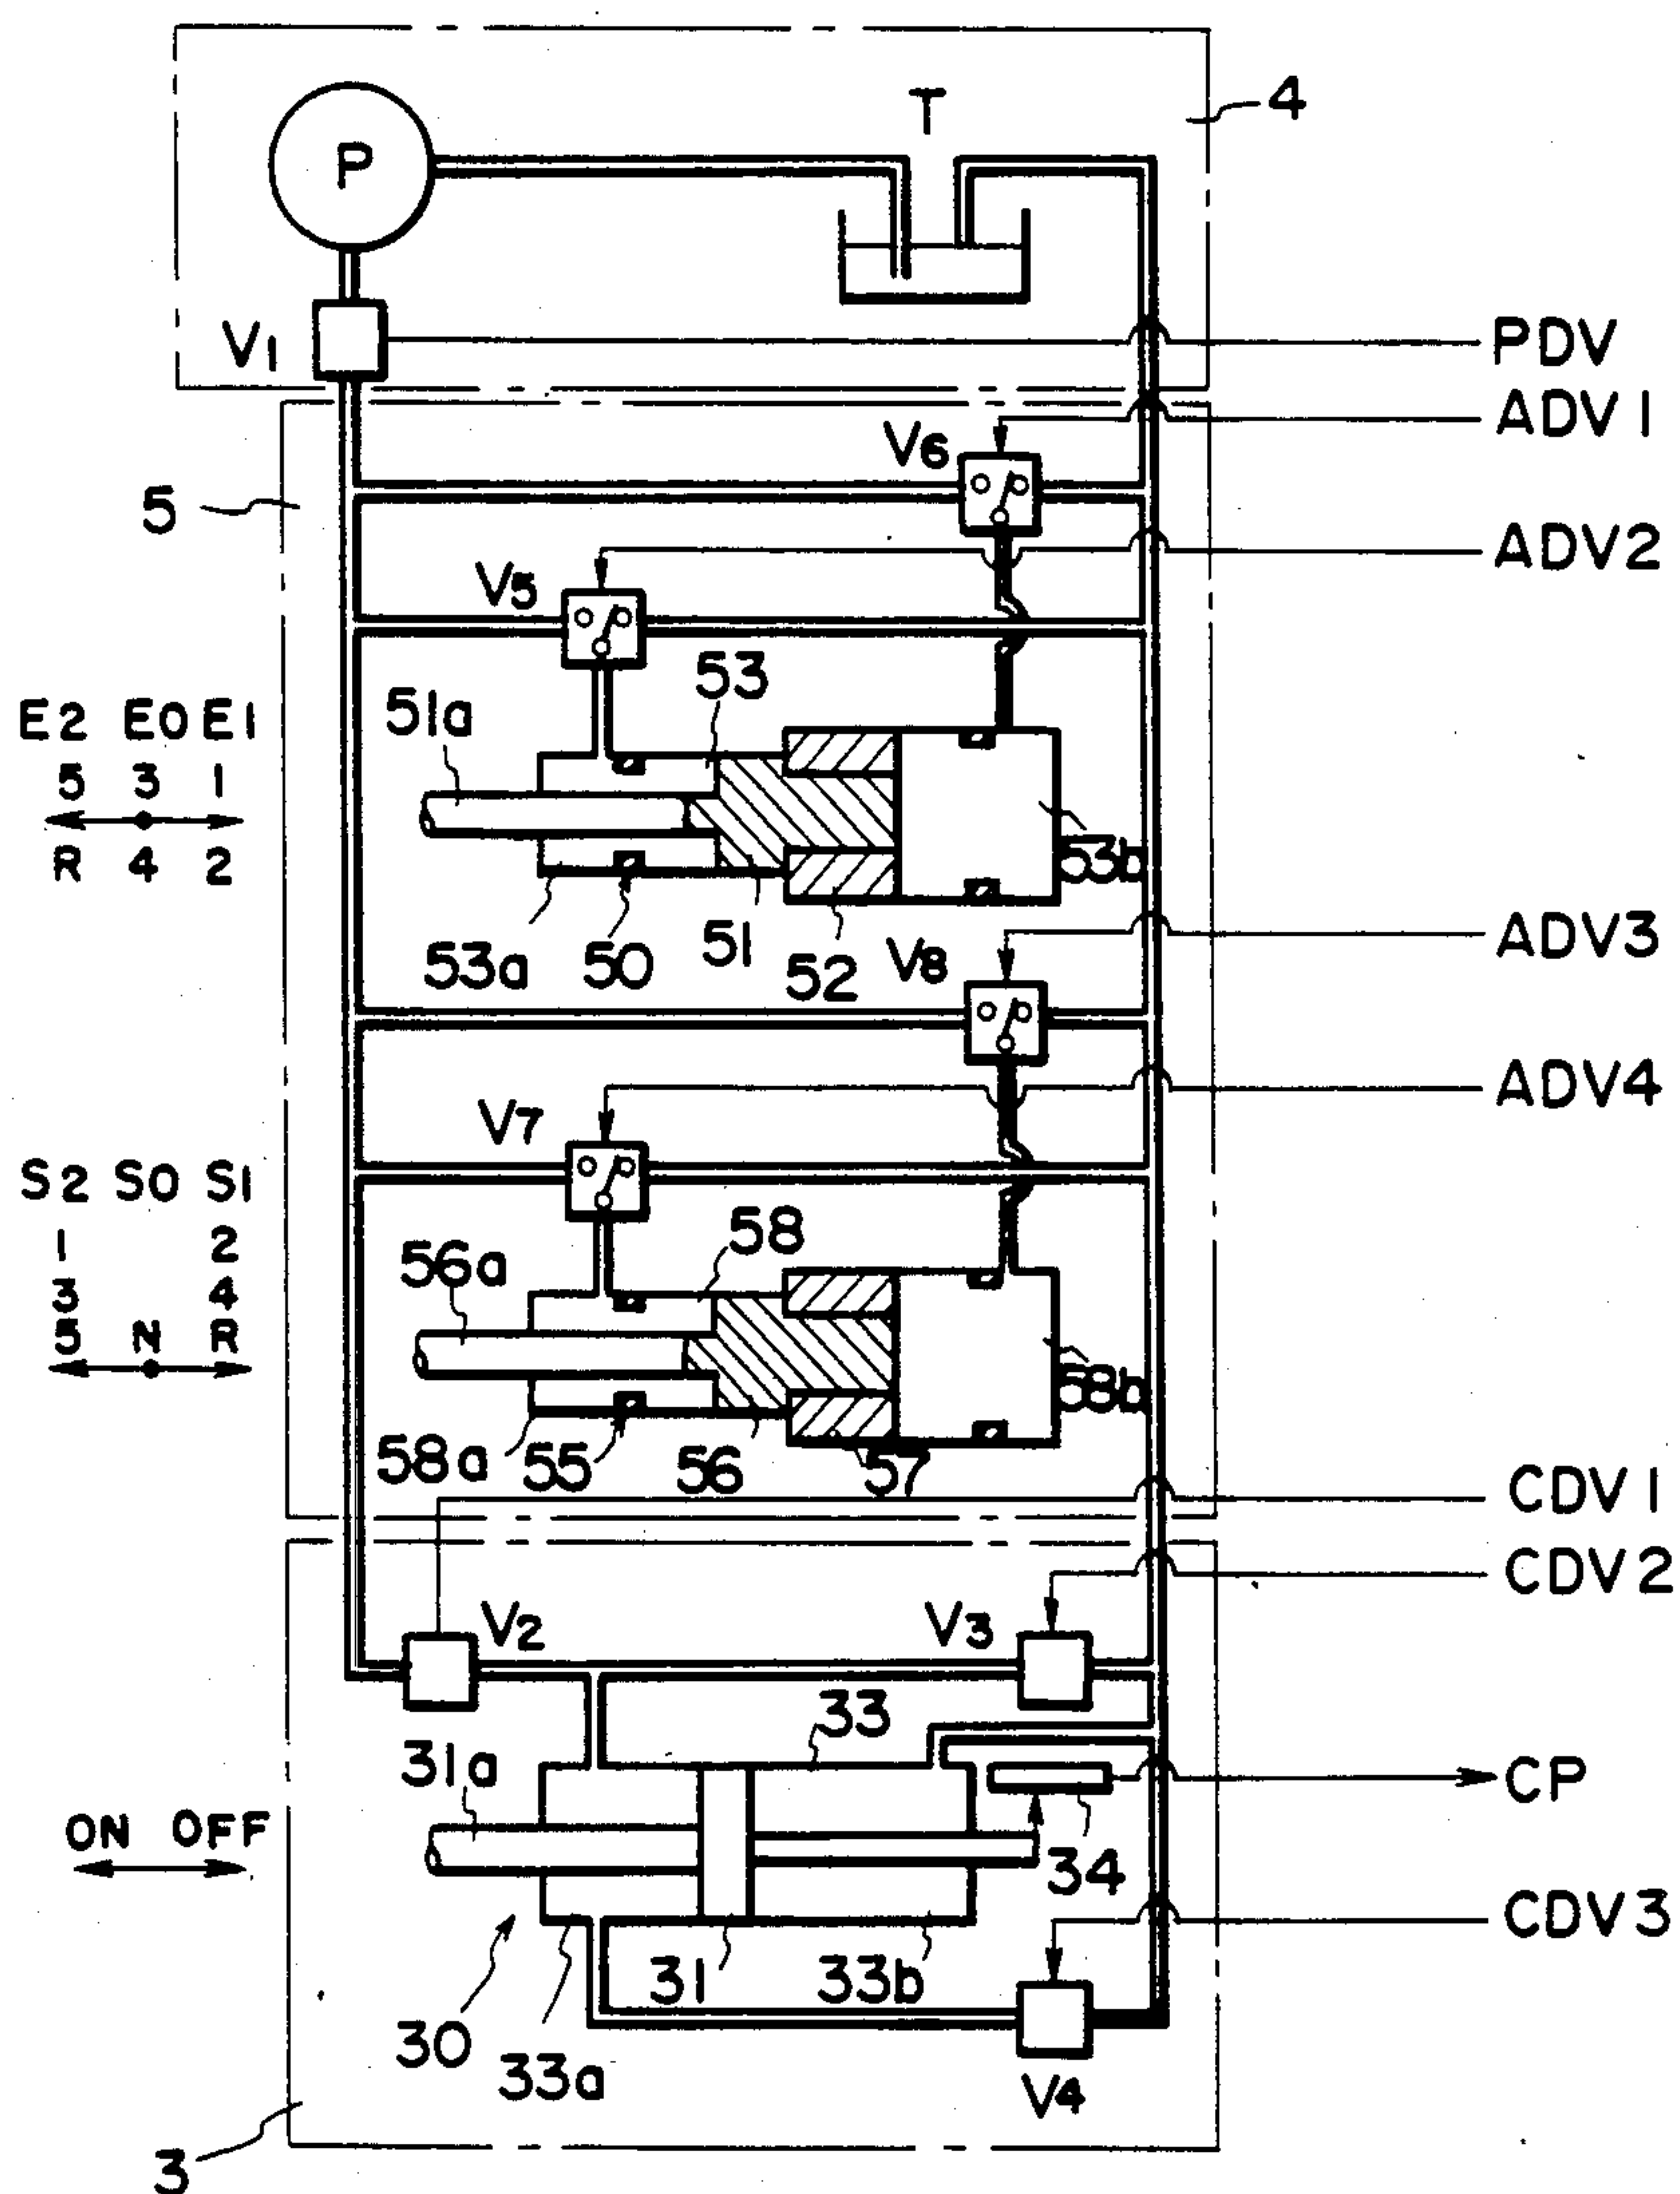 T
4
P
V1
PDV
ADV1
V6
5
ADV2
V5
53
51a
E2 E0 E1
5 3 1
R 4 2
53b
51
53a
50
52
V8
ADV3
ADV4
V7
S2 S0 S1
1 2
3 4
5 N R
58
56a
58b
58a
55
56
57
CDV1
CDV2
V2
V3
33
31a
CP
ON OFF
34
CDV3
31
33b
30
33a
V4
3